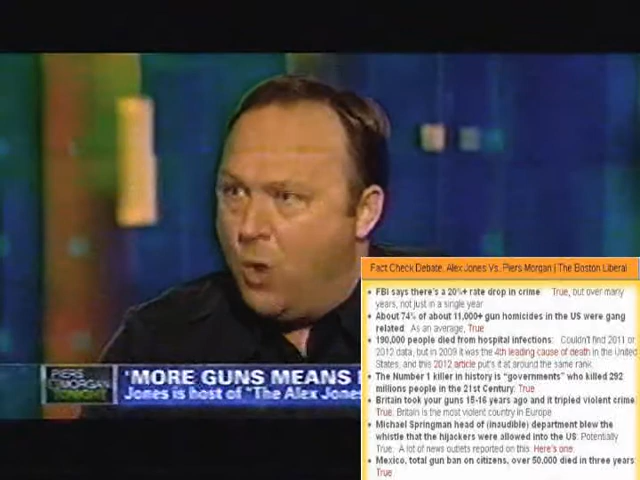 PIERS
MORGAN
TONIGHT
'MORE GUNS MEANS
Jones is host of "The Alex Jone
Fact Check Debate, Alex Jones Vs. Piers Morgan | The Boston Liberal
FBI says there's a 20%+ rate drop in crime True, but over many
years, not just in a single year
About 74% of about 11,000+ gun homicides in the US were gang
related. As an average, True
190,000 people died from hospital infections: Couldn't find 2011 or
2012 data, but in 2009 it was the 4th leading cause of death in the United
States, and this 2012 article puts it at around the same rank.
The Number 1 killer in history is "governments" who killed 292
millions people in the 21st Century. True
Britain took your guns 15-16 years ago and it tripled violent crime.
True, Britain is the most violent country in Europe
Michael Springman head of (inaudible) department blew the
whistle that the hijackers were allowed into the US: Potentially
True. A lot of news outlets reported on this. Here's one.
Mexico, total gun ban on citizens, over 50,000 died in three years:
True